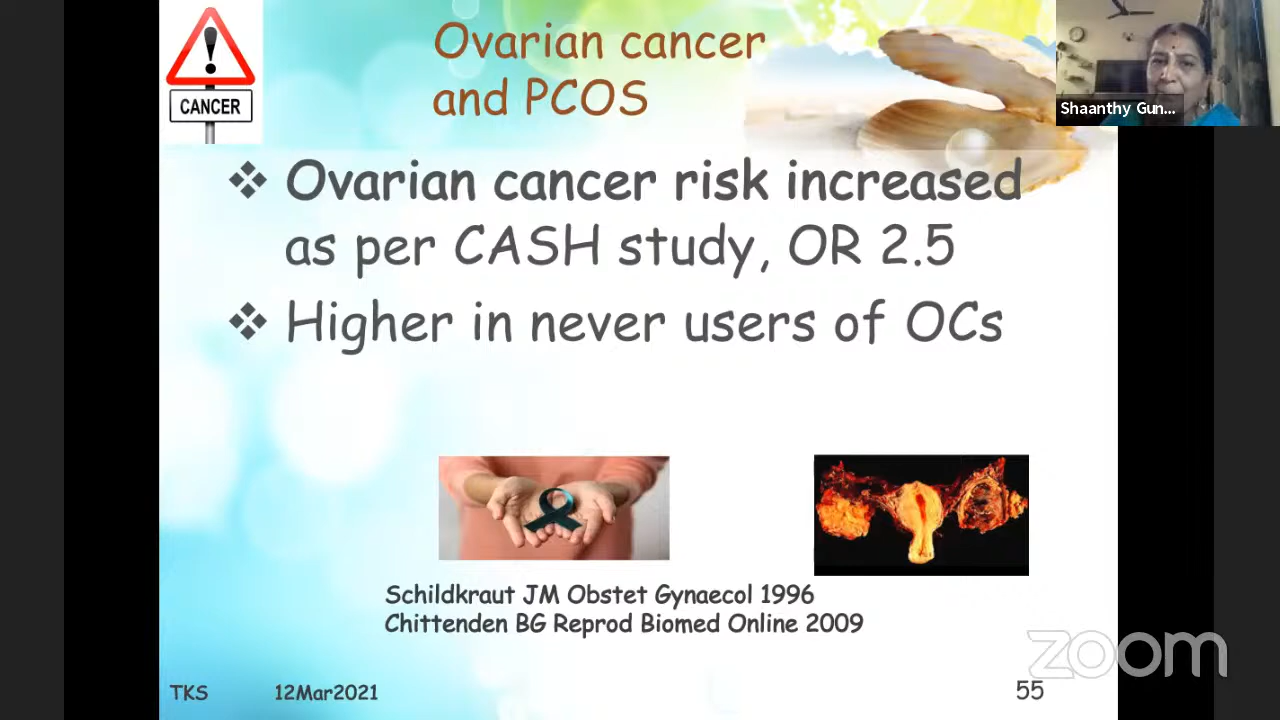 CANCER
Ovarian cancer
and PCOS
Shaanthy Gun...
❖ Ovarian cancer risk increased
as per CASH study, OR 2.5
❖ Higher in never users of OCs
Schildkraut JM Obstet Gynaecol 1996
Chittenden BG Reprod Biomed Online 2009
zoom
TKS 12Mar2021 55